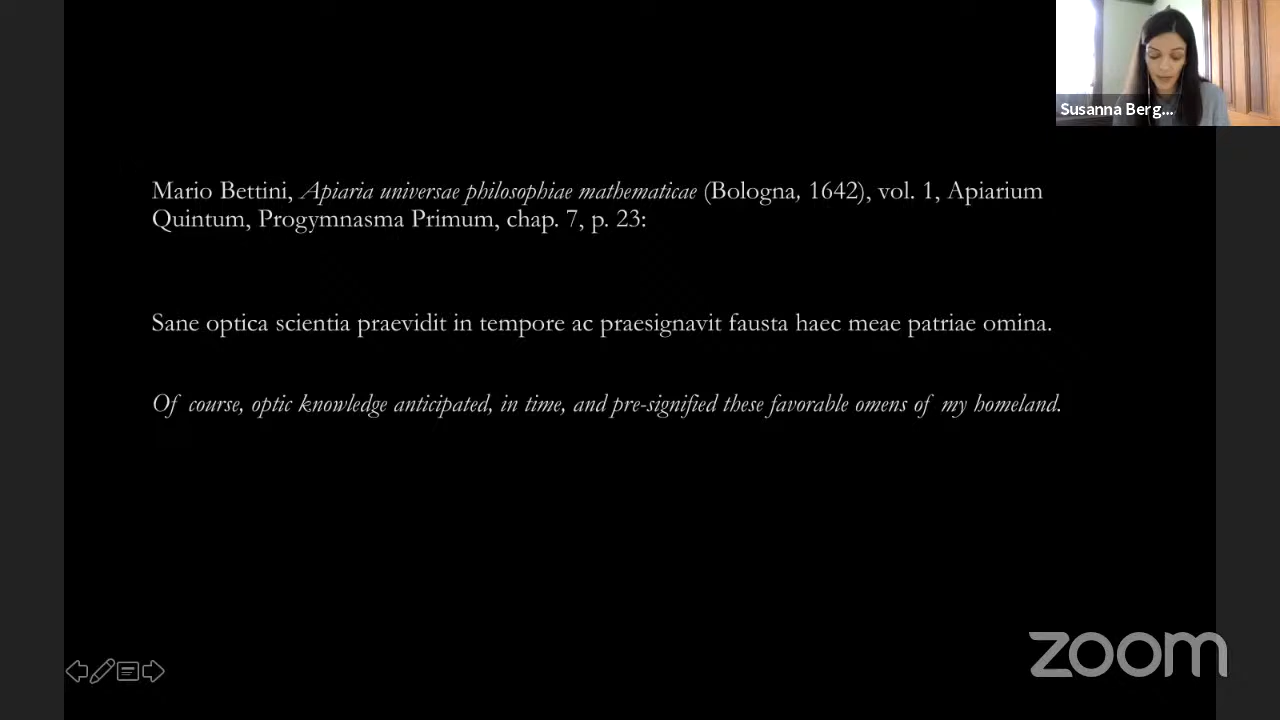 Susanna Berg...
Mario Bettini, Apiaria universae philosophiae mathematicae (Bologna, 1642), vol. 1, Apiarium
Quintum, Progymnasma Primum, chap. 7, p. 23:
Sane optica scientia praevidit in tempore ac praesignavit fausta haec meae patriae omina.
Of course, optic knowledge anticipated, in time, and pre-signified these favorable omens of my homeland.
zoom